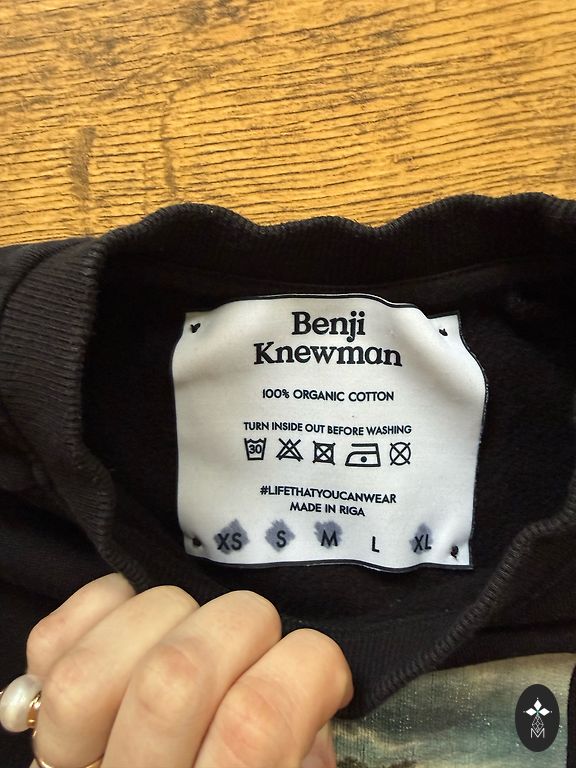 Benji
Knewman
100% ORGANIC COTTON
TURN INSIDE OUT BEFORE WASHING
30
#LIFETHATYOUCANWEAR
MADE IN RIGA
XS S M L XL
M